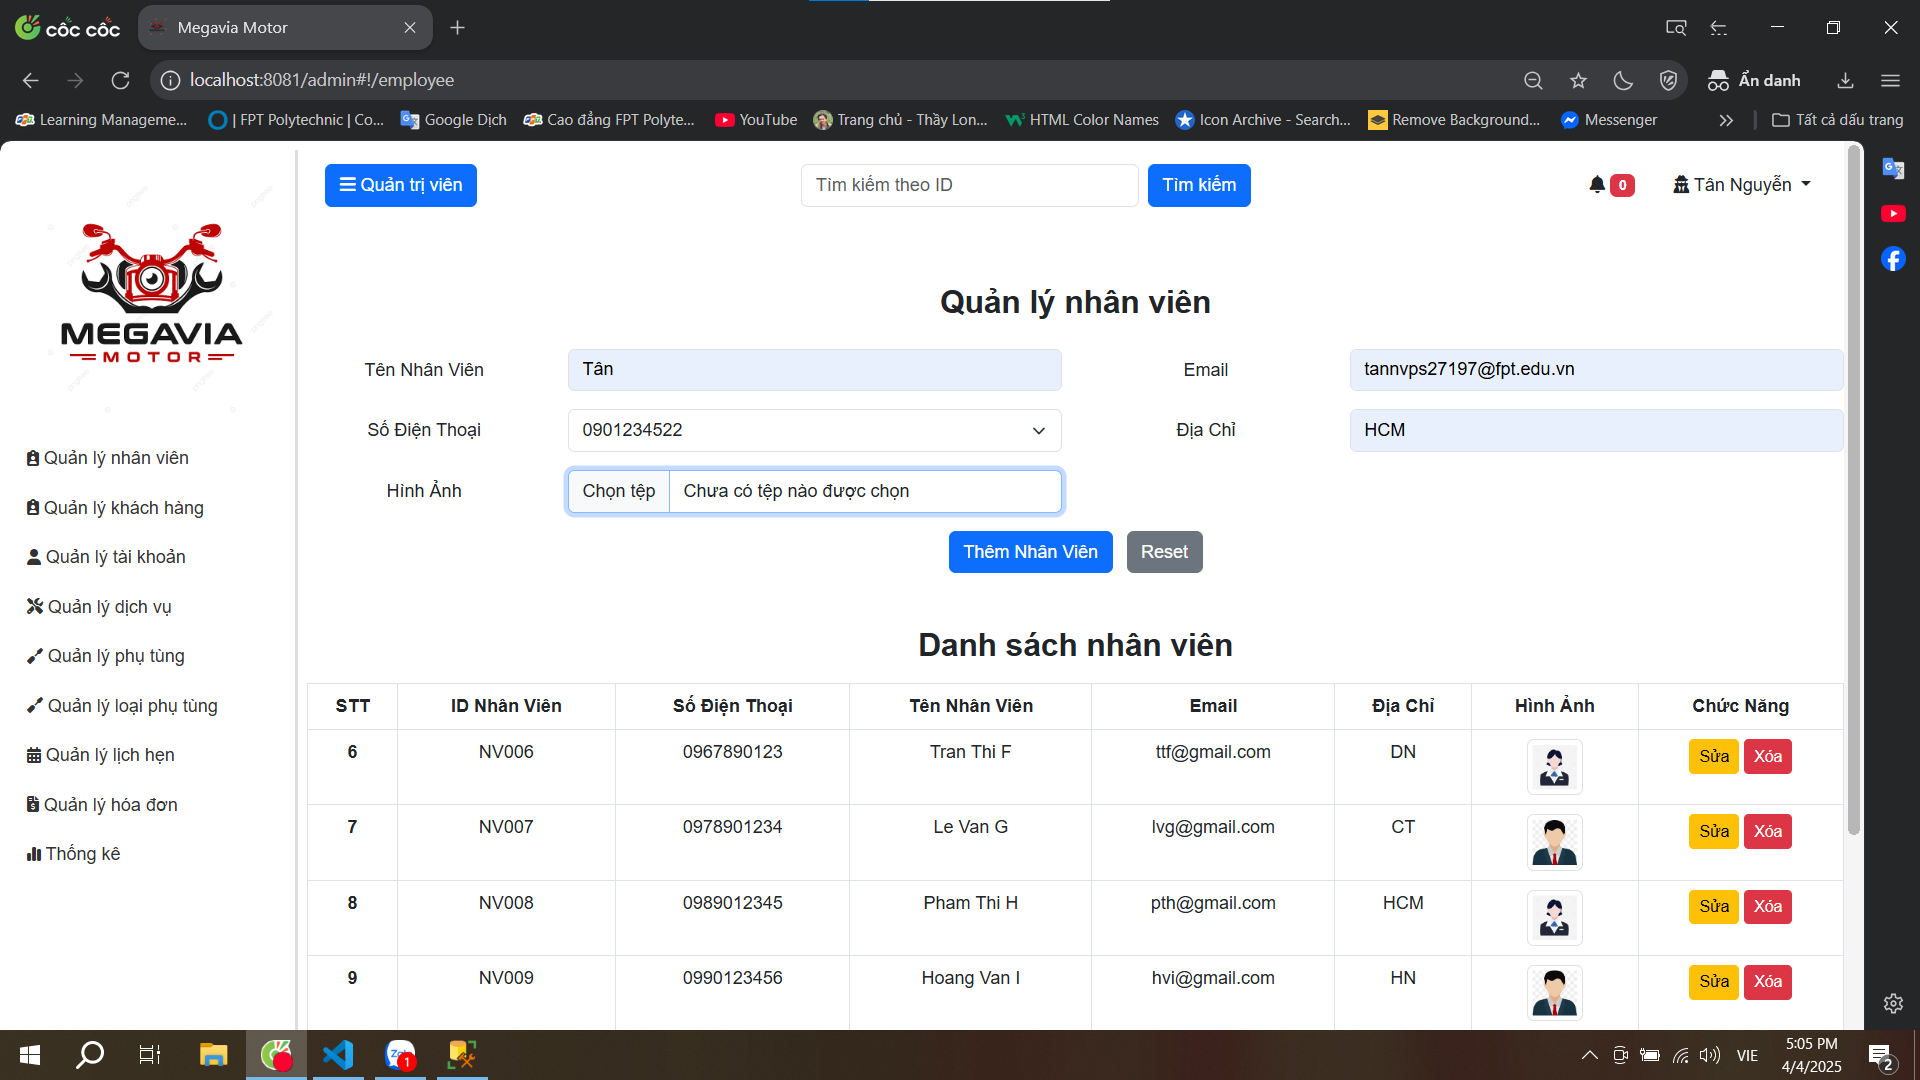 cốc cốc
Megavia Motor
localhost:8081/admin#!/employee
Ẩn danh
Learning Manageme...
| FPT Polytechnic | Co...
Google Dịch
Cao đẳng FPT Polyte...
YouTube
Trang chủ - Thầy Lon...
HTML Color Names
Icon Archive - Search...
Remove Background...
Messenger
Tất cả dấu trang
MEGAVIA
MOTOR
Quản trị viên
Tìm kiếm theo ID
Tìm kiếm
0
Tân Nguyễn
Quản lý nhân viên
Quản lý khách hàng
Quản lý tài khoản
Quản lý dịch vụ
Quản lý phụ tùng
Quản lý loại phụ tùng
Quản lý lịch hẹn
Quản lý hóa đơn
Thống kê
Quản lý nhân viên
Tên Nhân Viên
Tân
Email
tannvps27197@fpt.edu.vn
Số Điện Thoại
0901234522
Địa Chỉ
HCM
Hình Ảnh
Chọn tệp
Chưa có tệp nào được chọn
Thêm Nhân Viên
Reset
Danh sách nhân viên
STT ID Nhân Viên Số Điện Thoại Tên Nhân Viên Email Địa Chỉ Hình Ảnh Chức Năng
6 NV006 0967890123 Tran Thi F ttf@gmail.com DN Sửa Xóa
7 NV007 0978901234 Le Van G lvg@gmail.com CT Sửa Xóa
8 NV008 0989012345 Pham Thi H pth@gmail.com HCM Sửa Xóa
9 NV009 0990123456 Hoang Van I hvi@gmail.com HN Sửa Xóa
1
VIE
5:05 PM
4/4/2025
2